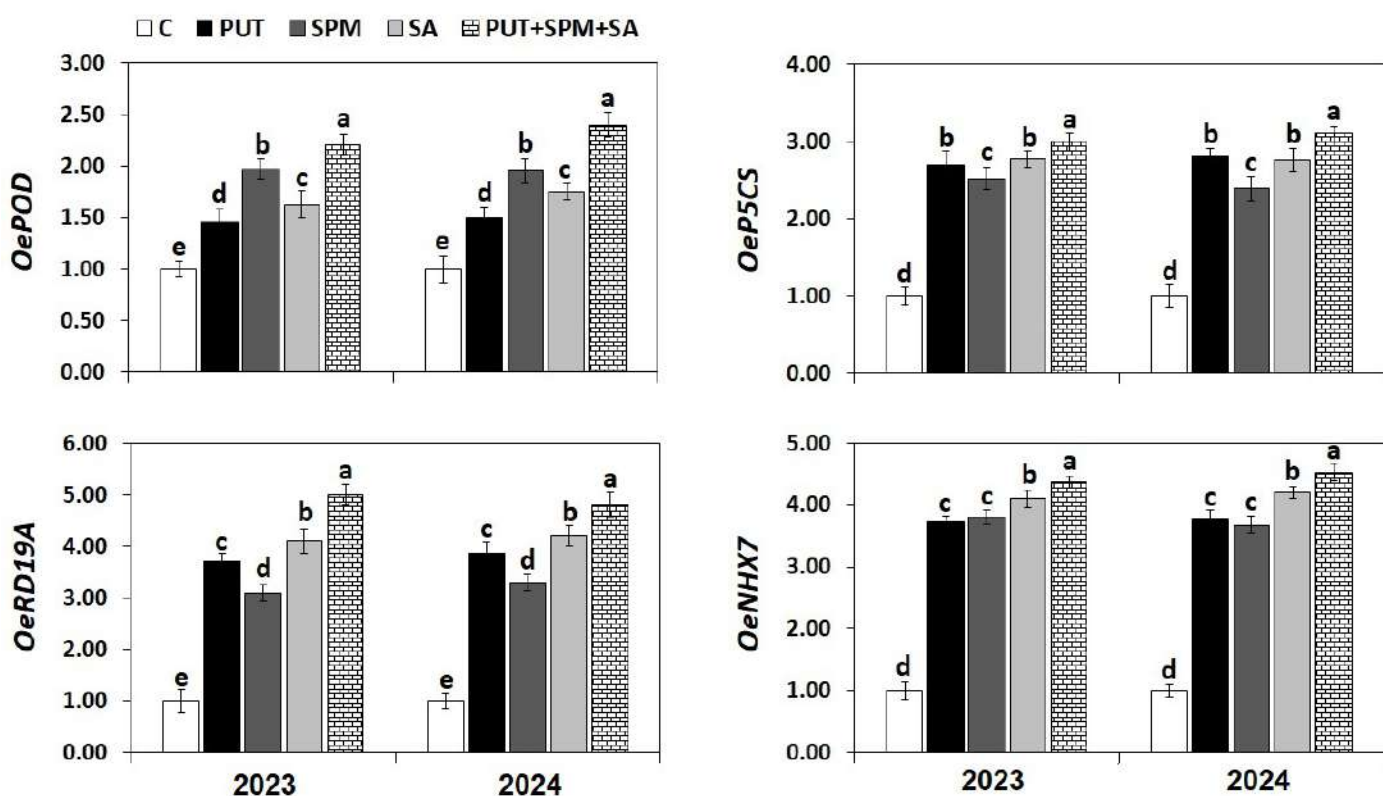 C PUT SPM SA PUT+SPM+SA
OePOD
3.00
2.50
2.00
1.50
1.00
0.50
0.00
e d b c a
e d b c a
OeP5CS
4.00
3.00
2.00
1.00
0.00
d b c b a
d b c b a
OeRD19A
6.00
5.00
4.00
3.00
2.00
1.00
0.00
e c d b a
e c d b a
2023 2024
OeNHX7
5.00
4.00
3.00
2.00
1.00
0.00
d c c b a
d c c b a
2023 2024